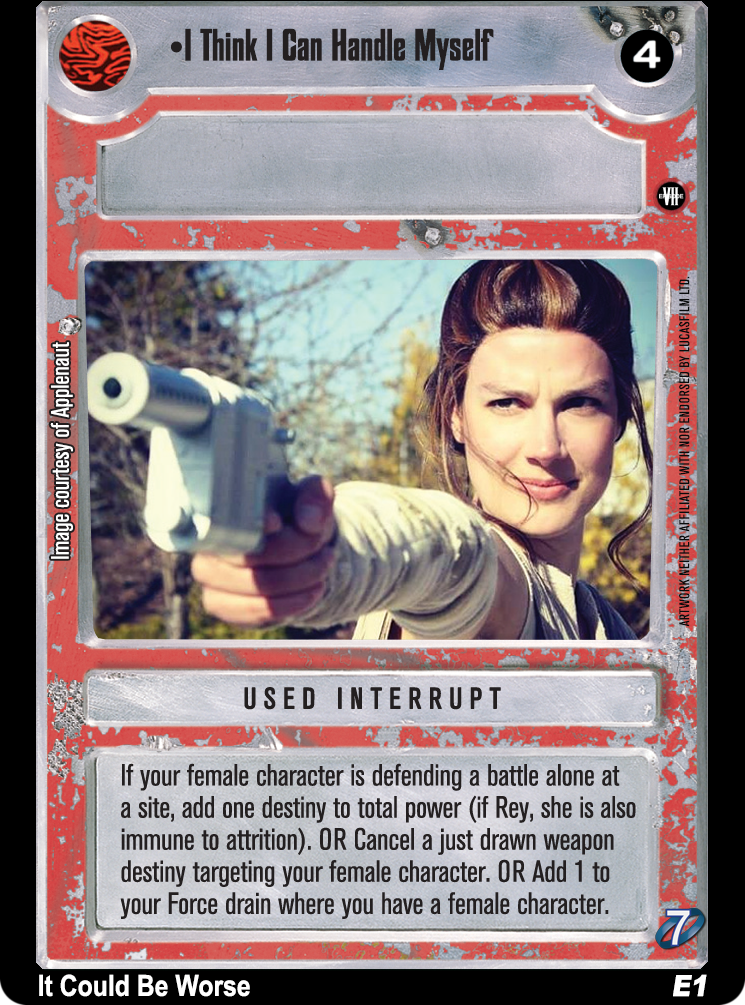 •I Think I Can Handle Myself
4
EPISODE VII
Image courtesy of Applenaut
ARTWORK NEITHER AFFILIATED WITH NOR ENDORSED BY LUCASFILM LTD.
USED INTERRUPT
If your female character is defending a battle alone at
a site, add one destiny to total power (if Rey, she is also
immune to attrition). OR Cancel a just drawn weapon
destiny targeting your female character. OR Add 1 to
your Force drain where you have a female character.
7
It Could Be Worse
E1